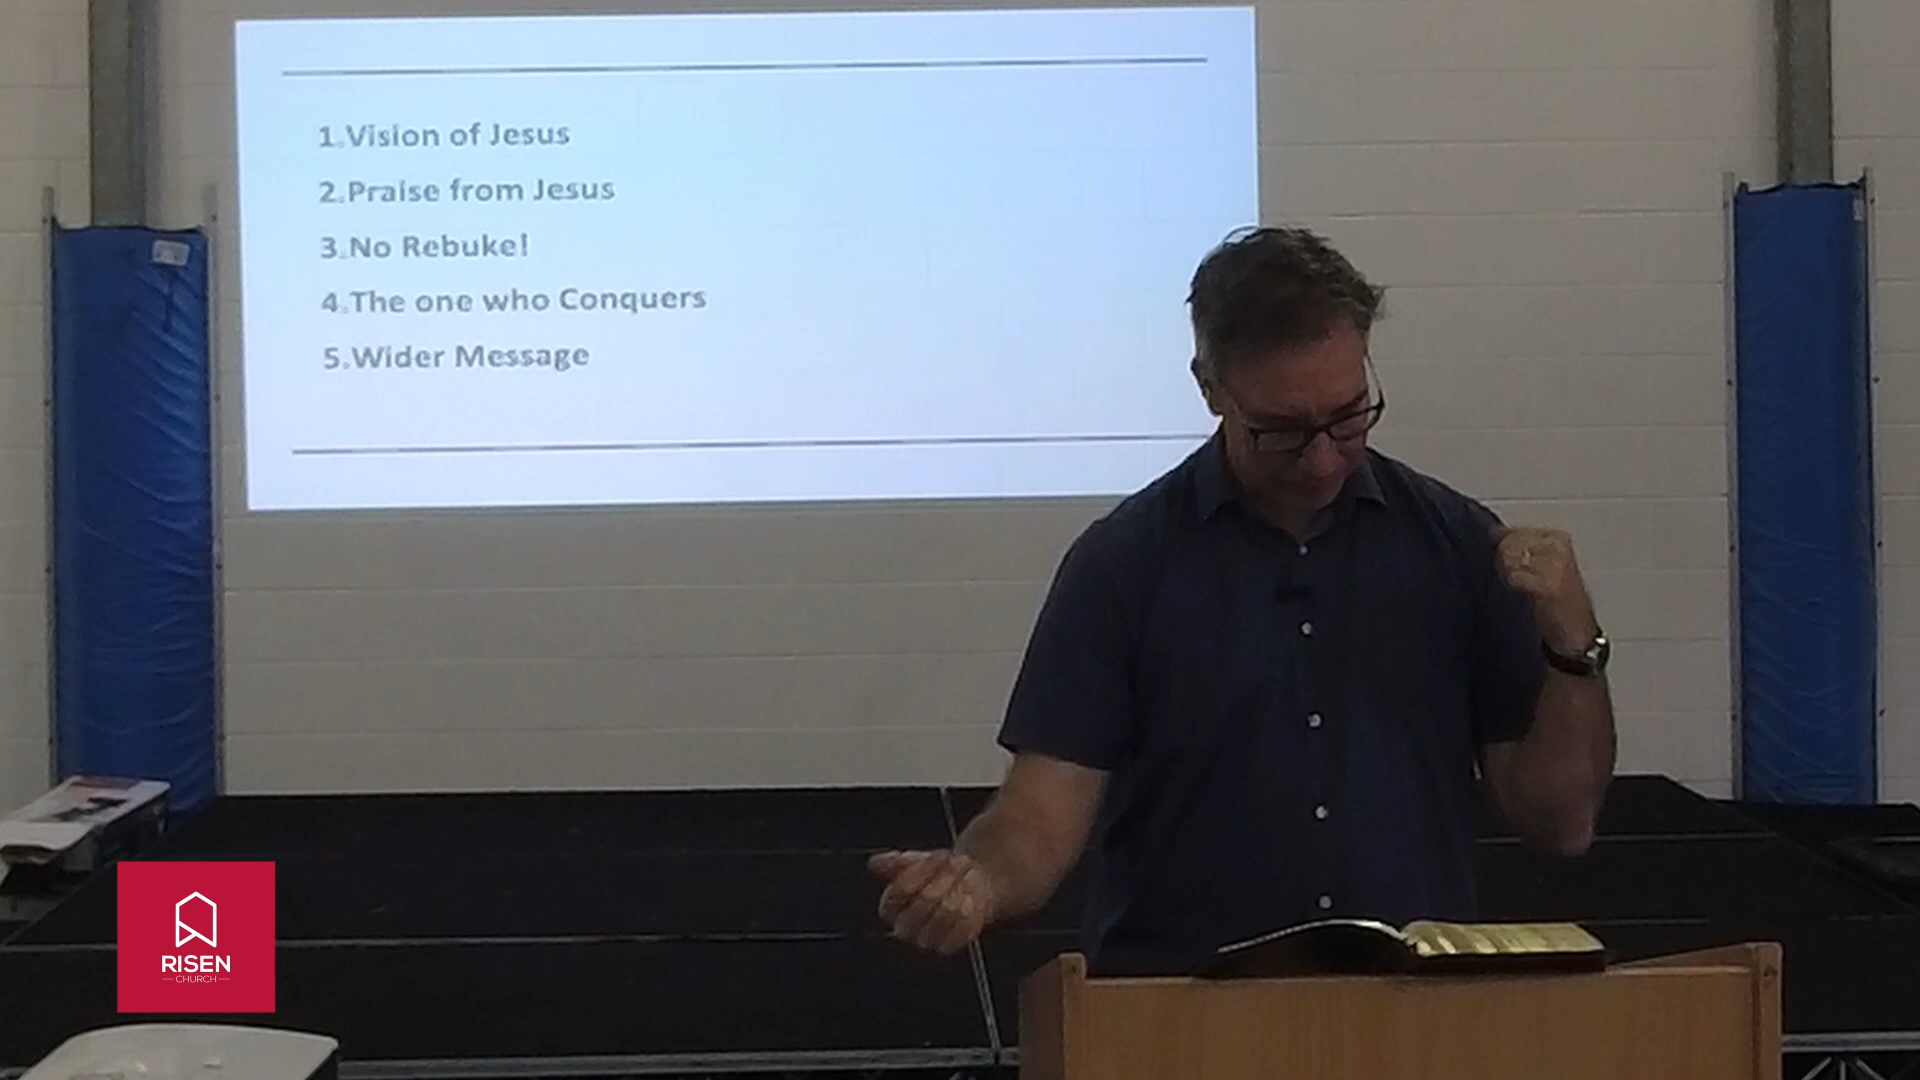 1.Vision of Jesus
2.Praise from Jesus
3.No Rebuke!
4.The one who Conquers
5.Wider Message
RISEN
CHURCH